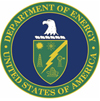 DEPARTMENT OF ENERGY
UNITED STATES OF AMERICA